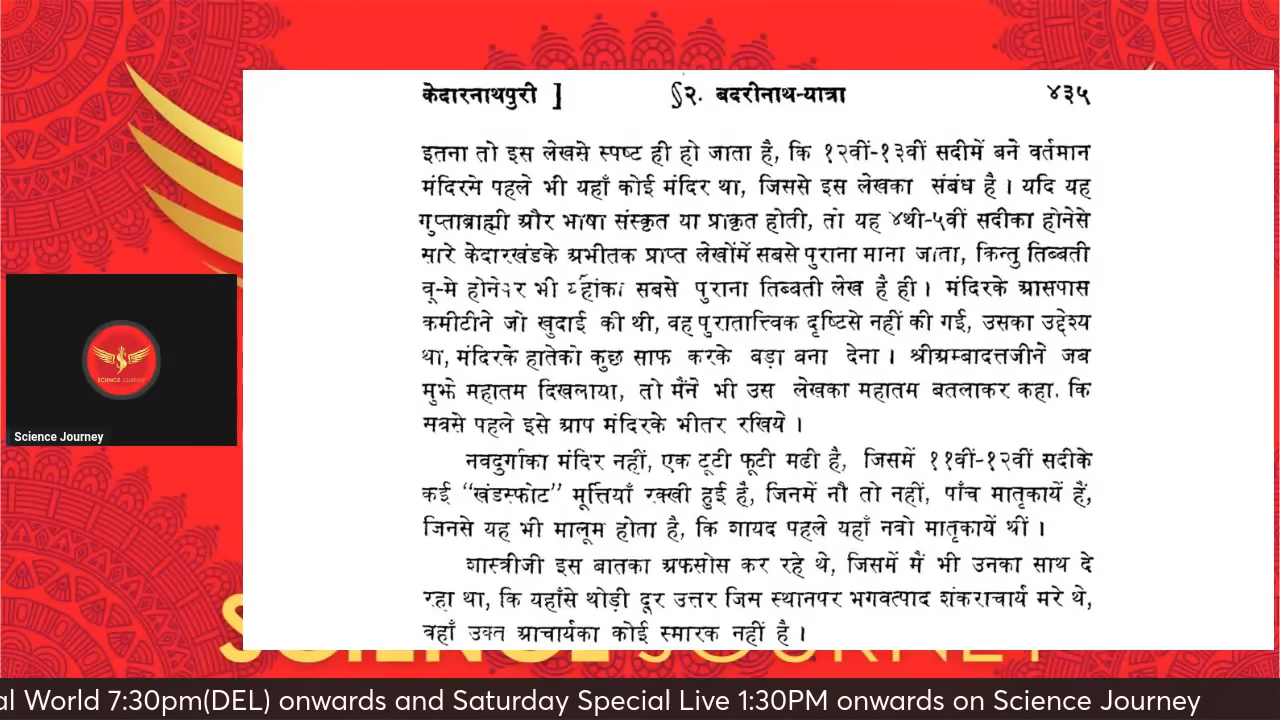 केदारनाथपुरी ] §२. बदरीनाथ-यात्रा ४३५
इतना तो इस लेखसे स्पष्ट ही हो जाता है, कि १२वीं-१३वीं सदीमें बने वर्तमान
मंदिरसे पहले भी यहाँ कोई मंदिर था, जिससे इस लेखका संबंध है। यदि यह
गुप्ताब्राह्मी और भाषा संस्कृत या प्राकृत होती, तो यह ४थी-५वीं सदीका होनेसे
सारे केदारखंडके अभीतक प्राप्त लेखोंमें सबसे पुराना माना जाता, किन्तु तिब्बती
वू-मे होनेपर भी यहांका सबसे पुराना तिब्बती लेख है ही। मंदिरके आसपास
कमीटीने जो खुदाई की थी, वह पुरातात्त्विक दृष्टिसे नहीं की गई, उसका उद्देश्य
था, मंदिरके हातेको कुछ साफ करके बड़ा बना देना। श्रीअम्बादत्तजीने जब
मुझे महातम दिखलाया, तो मैंने भी उस लेखका महातम बतलाकर कहा, कि
सबसे पहले इसे आप मंदिरके भीतर रखिये।
नवदुर्गाका मंदिर नहीं, एक टूटी फूटी मढी है, जिसमें ११वीं-१२वीं सदीके
कई "खंडस्फोट" मूर्त्तियाँ रक्खी हुई हैं, जिनमें नौ तो नहीं, पाँच मातृकायें हैं,
जिनसे यह भी मालूम होता है, कि शायद पहले यहाँ नवो मातृकायें थीं।
शास्त्रीजी इस बातका अफसोस कर रहे थे, जिसमें मैं भी उनका साथ दे
रहा था, कि यहाँसे थोड़ी दूर उत्तर जिस स्थानपर भगवत्पाद शंकराचार्य मरे थे,
वहाँ उक्त आचार्यका कोई स्मारक नहीं है।
SCIENCE JOURNEY
Science Journey
SCIENCE JOURNEY
al World 7:30pm(DEL) onwards and Saturday Special Live 1:30PM onwards on Science Journey